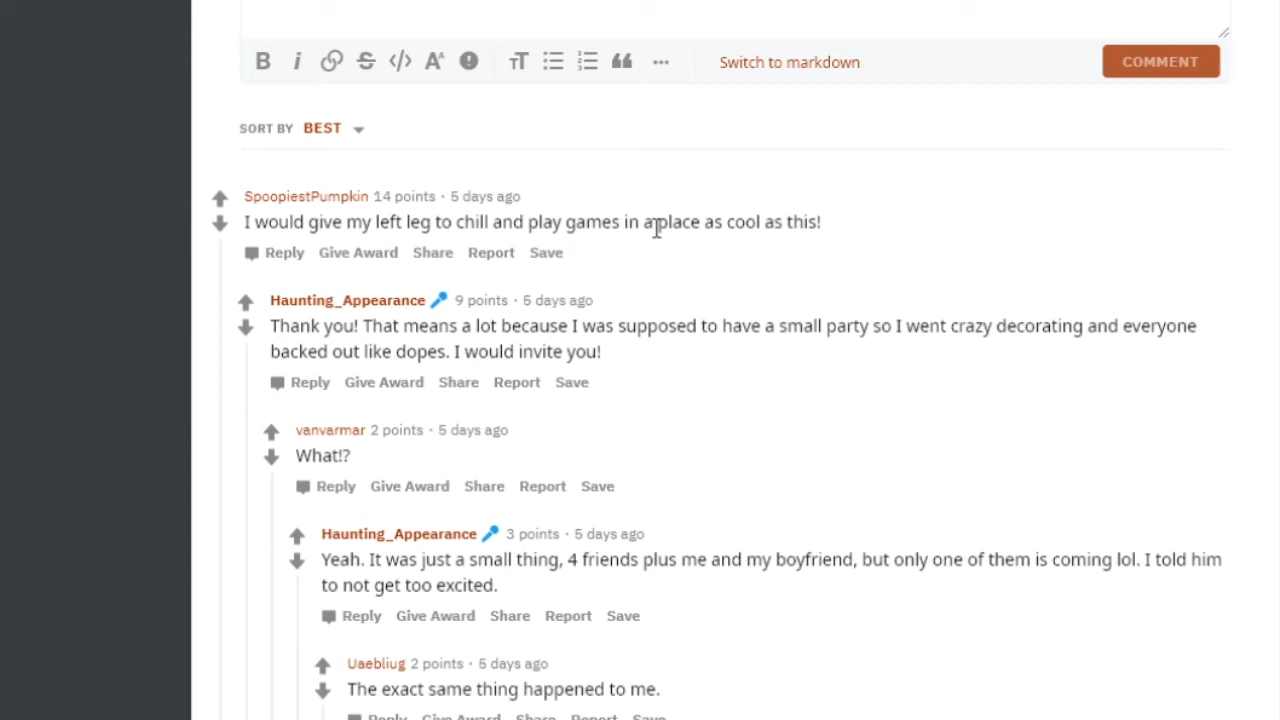 B i A Switch to markdown COMMENT
SORT BY BEST
SpoopiestPumpkin 14 points · 5 days ago
I would give my left leg to chill and play games in a place as cool as this!
Reply Give Award Share Report Save
Haunting_Appearance 9 points · 5 days ago
Thank you! That means a lot because I was supposed to have a small party so I went crazy decorating and everyone
backed out like dopes. I would invite you!
Reply Give Award Share Report Save
vanvarmar 2 points · 5 days ago
What!?
Reply Give Award Share Report Save
Haunting_Appearance 3 points · 5 days ago
Yeah. It was just a small thing, 4 friends plus me and my boyfriend, but only one of them is coming lol. I told him
to not get too excited.
Reply Give Award Share Report Save
Uaebliug 2 points · 5 days ago
The exact same thing happened to me.
Reply Give Award Share Report Save